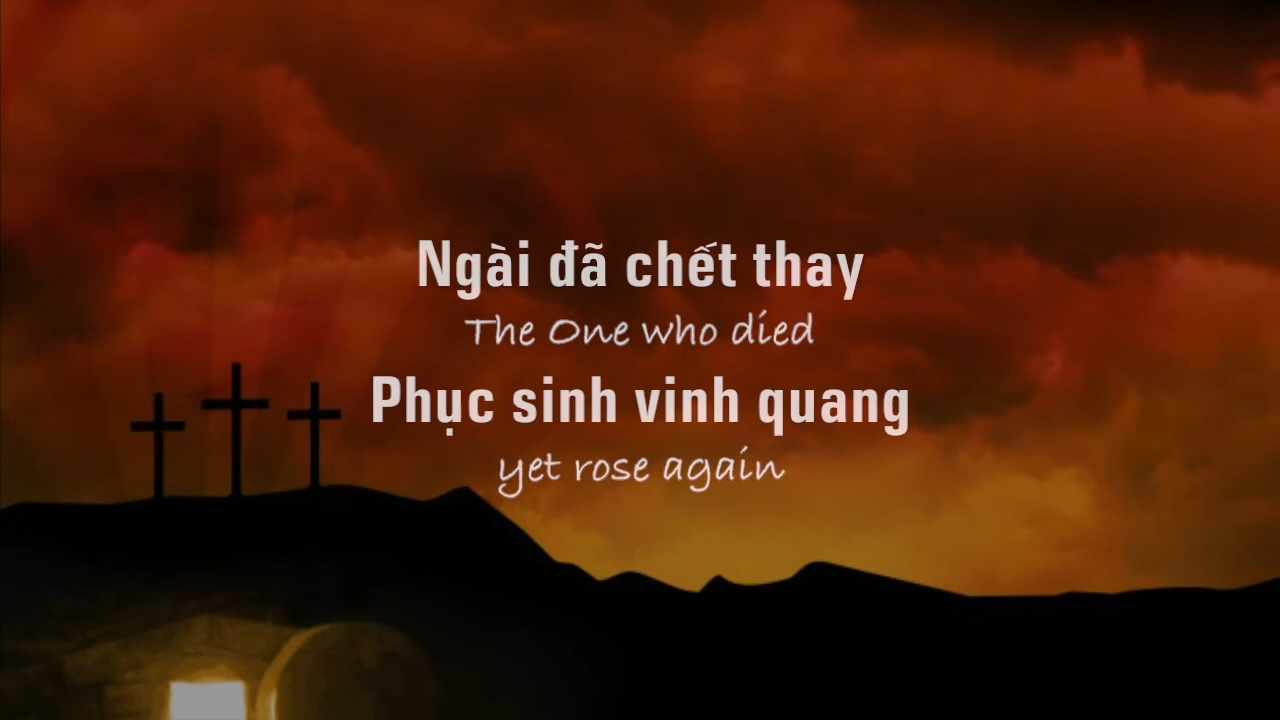 Ngài đã chết thay
The One who died
Phục sinh vinh quang
yet rose again